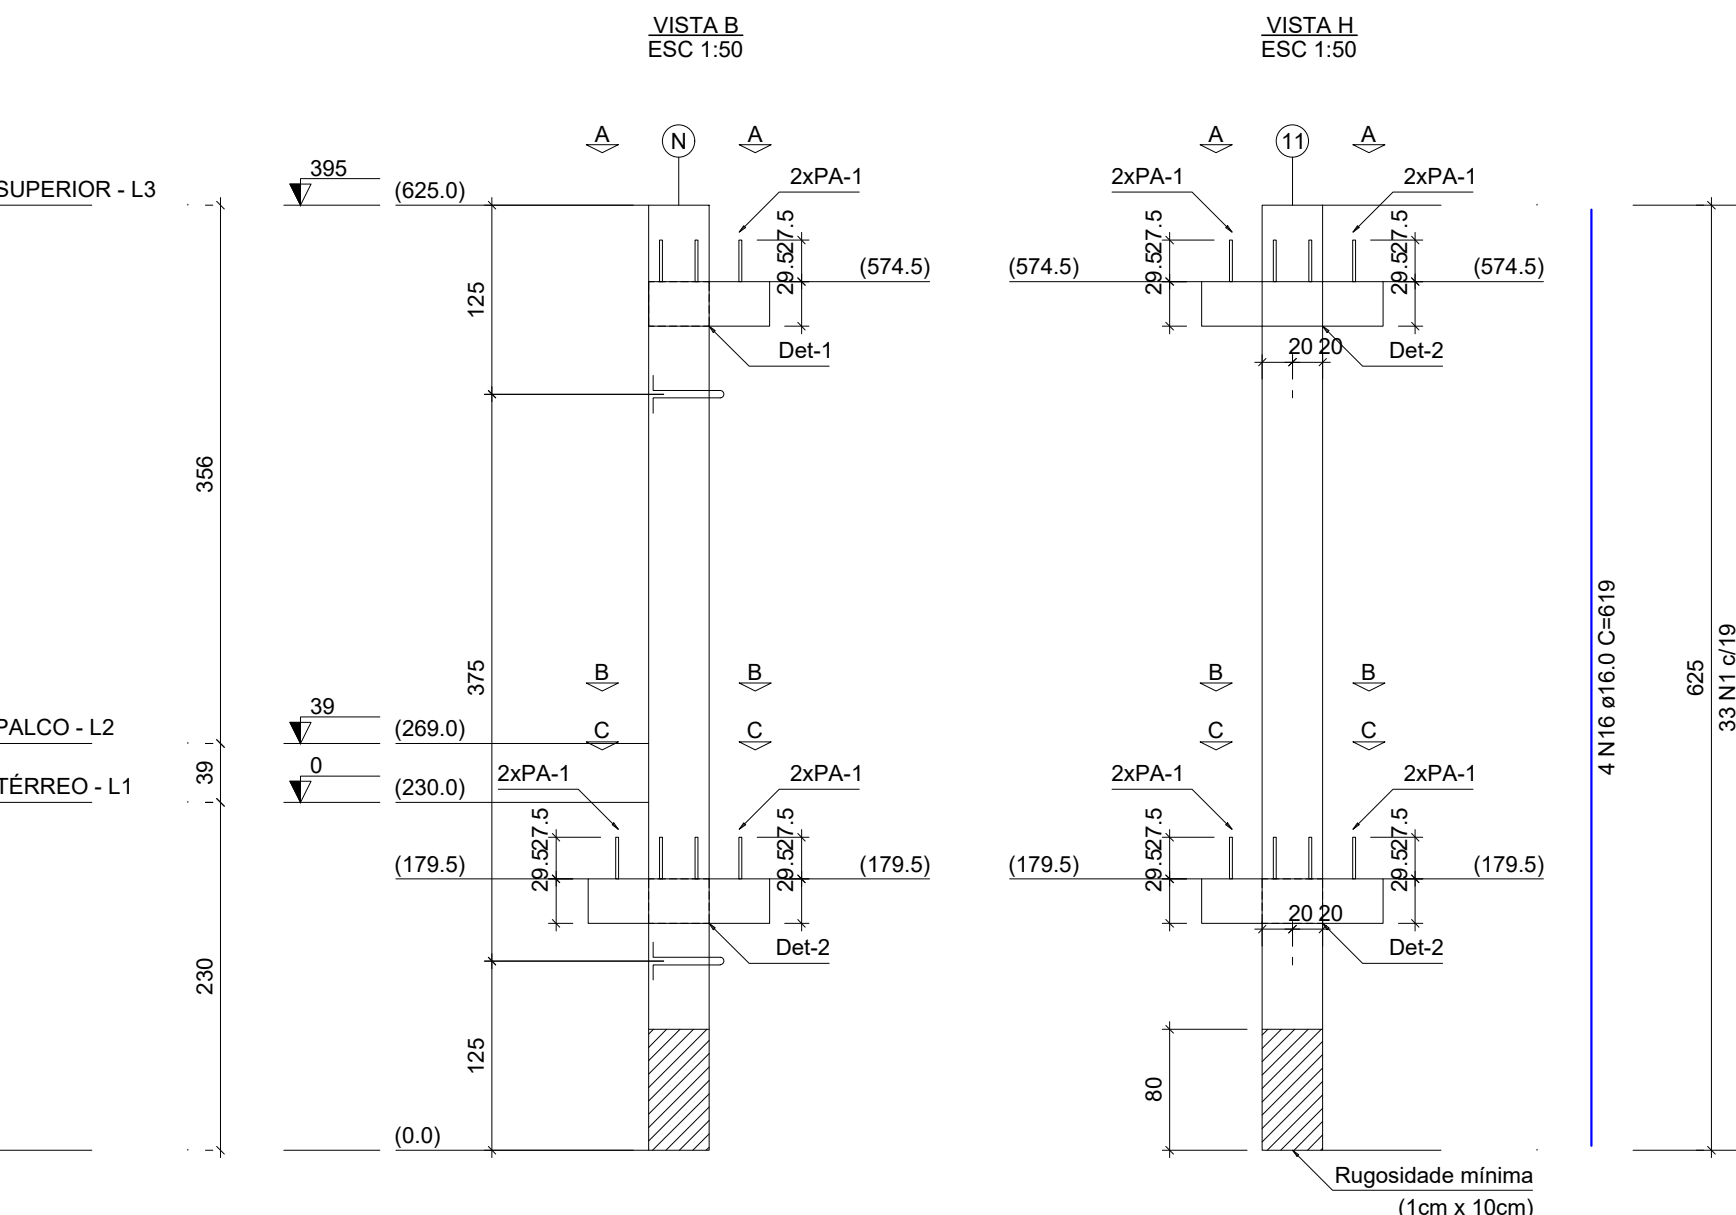 VISTA B
ESC 1:50
VISTA H
ESC 1:50
A
N
A
A
11
A
SUPERIOR - L3
395
(625.0)
2xPA-1
2xPA-1
2xPA-1
27.5
29.5
27.5
29.5
27.5
29.5
(574.5)
(574.5)
(574.5)
125
Det-1
20 20
Det-2
356
375
4 N16 ø16.0 C=619
625
33 N1 c/19
B
B
B
B
PALCO - L2
39
(269.0)
C
C
C
C
39
TÉRREO - L1
0
(230.0)
2xPA-1
2xPA-1
2xPA-1
2xPA-1
27.5
29.5
27.5
29.5
27.5
29.5
27.5
29.5
(179.5)
(179.5)
(179.5)
(179.5)
20 20
Det-2
Det-2
230
125
80
(0.0)
Rugosidade mínima
(1cm x 10cm)